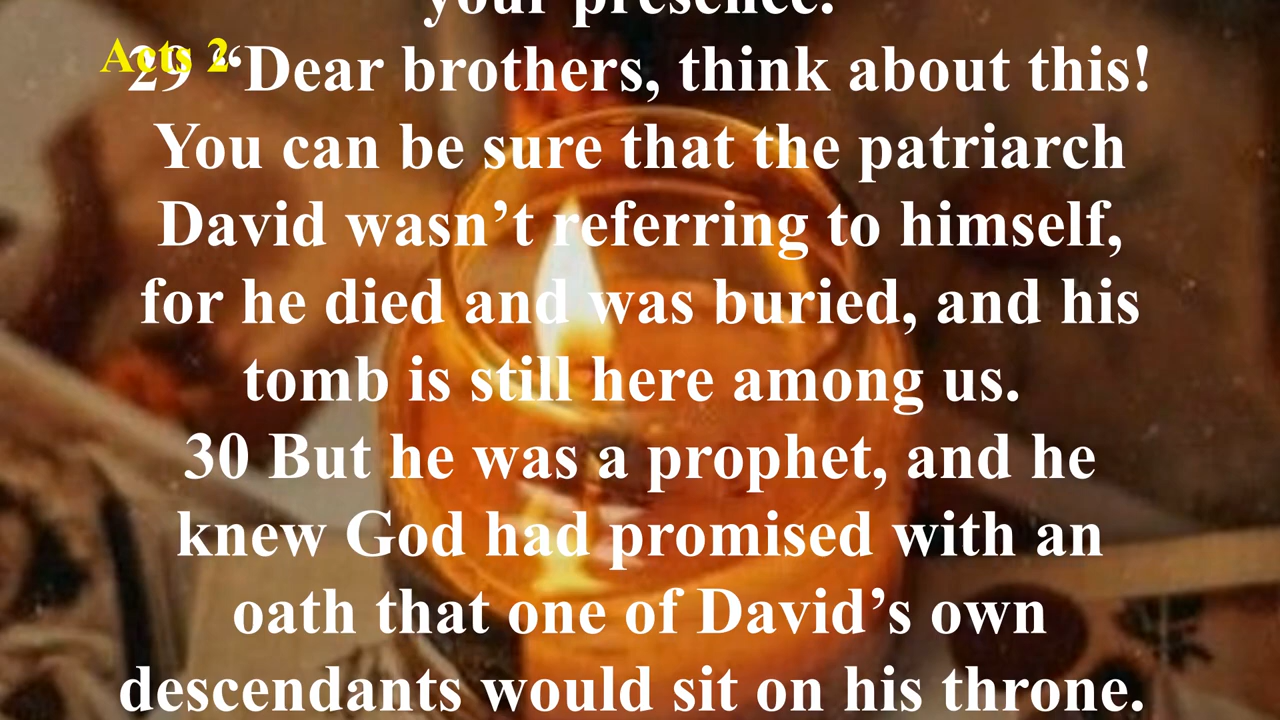 your presence.
Acts 2
29 “Dear brothers, think about this!
You can be sure that the patriarch
David wasn’t referring to himself,
for he died and was buried, and his
tomb is still here among us.
30 But he was a prophet, and he
knew God had promised with an
oath that one of David’s own
descendants would sit on his throne.